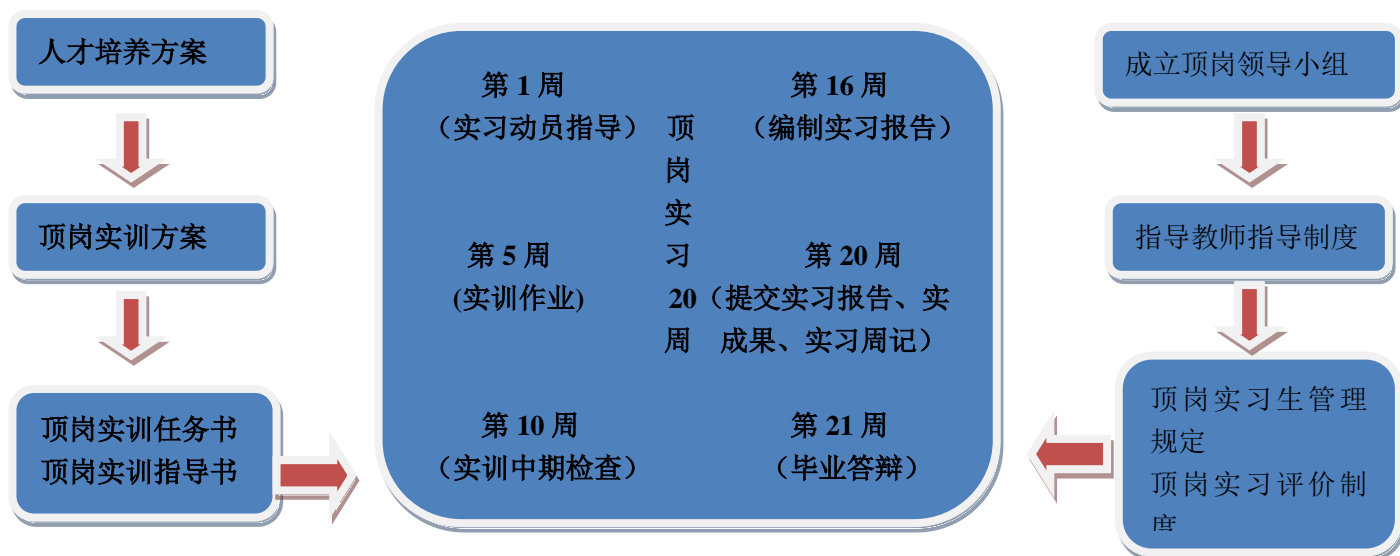 人才培养方案
顶岗实训方案
顶岗实训任务书
顶岗实训指导书
第 1 周
（实习动员指导）
第 5 周
(实训作业)
第 10 周
（实训中期检查）
顶
岗
实
习
20
周
第 16 周
（编制实习报告）
第 20 周
（提交实习报告、实
成果、实习周记）
第 21 周
（毕业答辩）
成立顶岗领导小组
指导教师指导制度
顶岗实习生管理
规定
顶岗实习评价制
度